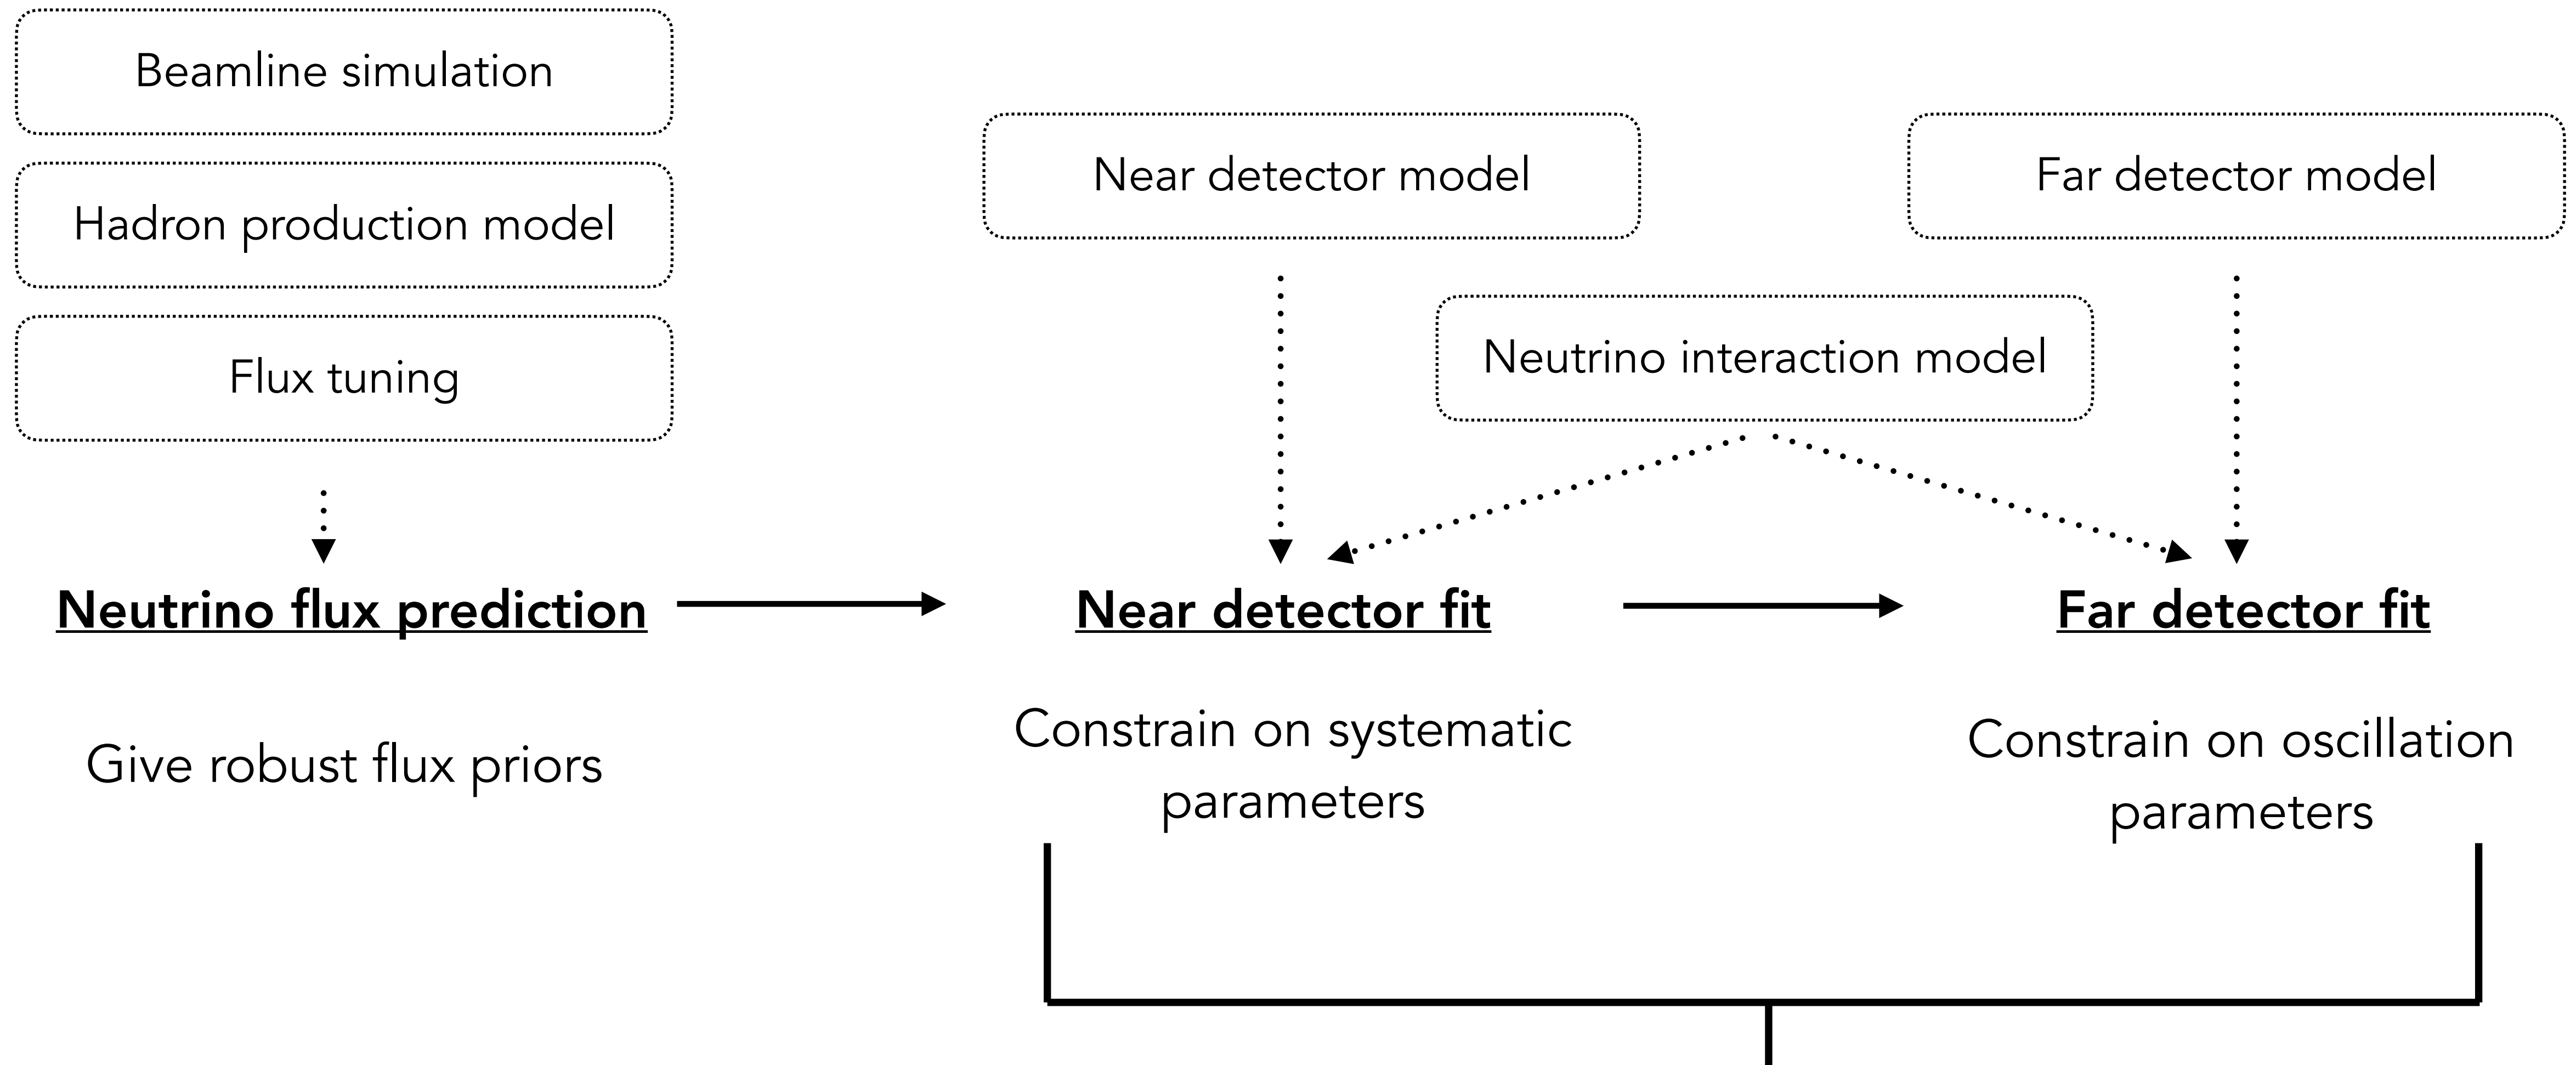 Beamline simulation
Hadron production model
Flux tuning
Near detector model
Far detector model
Neutrino interaction model
Neutrino flux prediction
Near detector fit
Far detector fit
Give robust flux priors
Constrain on systematic
parameters
Constrain on oscillation
parameters